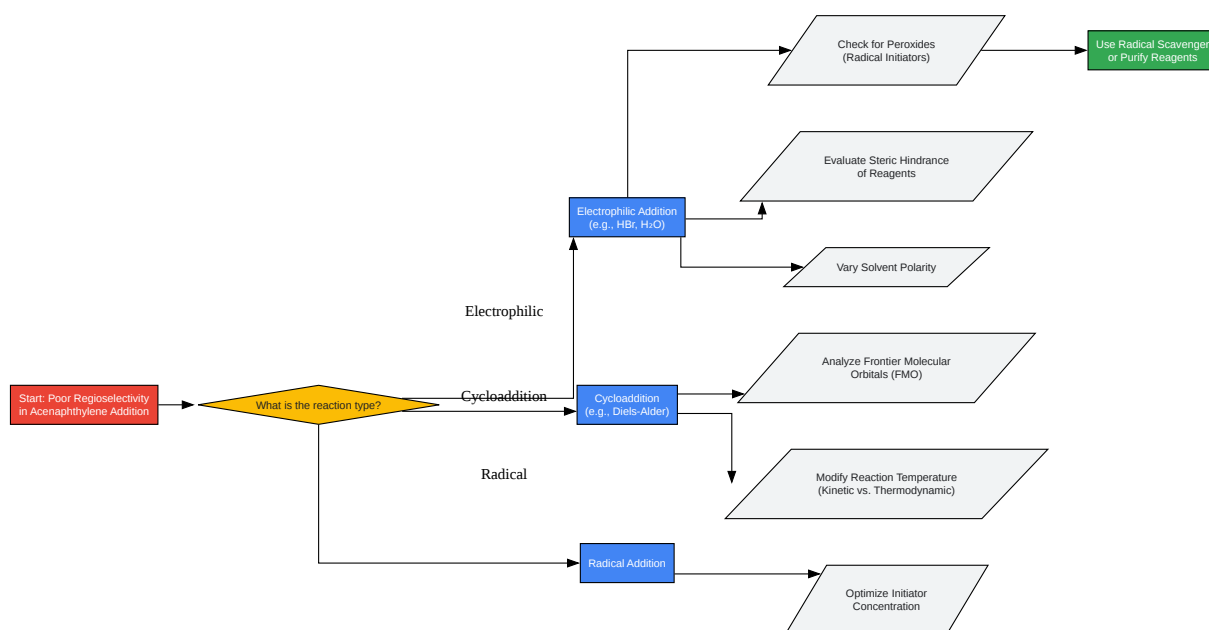 Check for Peroxides
(Radical Initiators)
Use Radical Scavenger
or Purify Reagents
Evaluate Steric Hindrance
of Reagents
Electrophilic Addition
(e.g., HBr, H₂O)
Vary Solvent Polarity
Electrophilic
Analyze Frontier Molecular
Orbitals (FMO)
Start: Poor Regioselectivity
in Acenaphthylene Addition
What is the reaction type?
Cycloaddition
Cycloaddition
(e.g., Diels-Alder)
Radical
Modify Reaction Temperature
(Kinetic vs. Thermodynamic)
Radical Addition
Optimize Initiator
Concentration